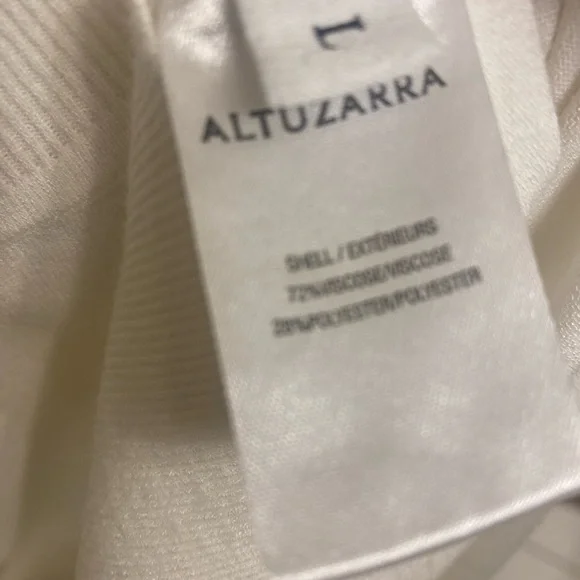 L
ALTUZARRA
SHELL / EXTÉRIEURS
72%VISCOSE/VISCOSE
28%POLYESTER/POLYESTER